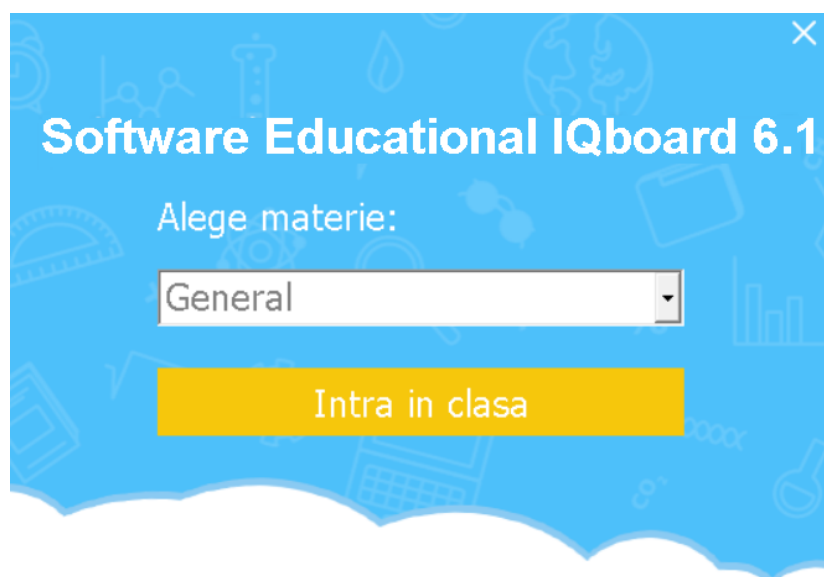 Software Educational IQboard 6.1
Alege materie:
General
Intra in clasa